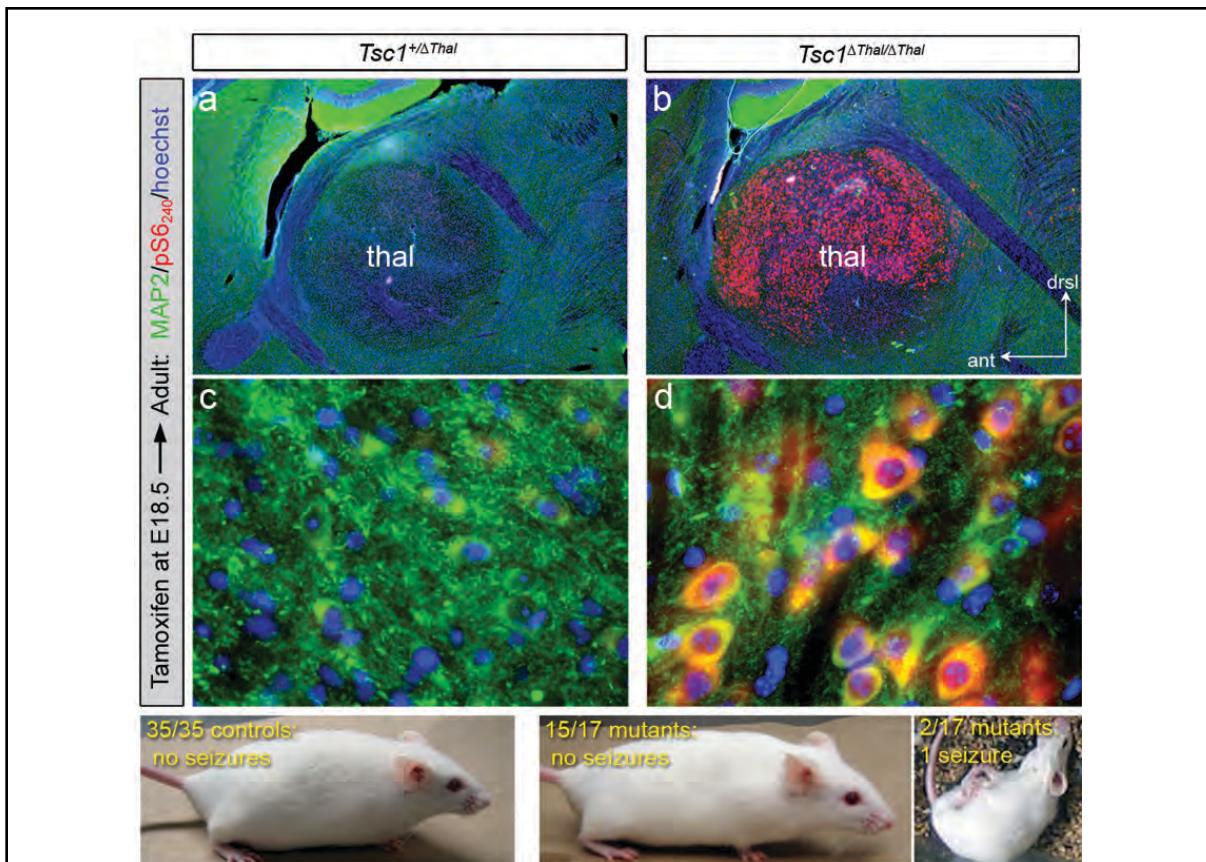 Tsc1+/ΔThal
Tsc1ΔThal/ΔThal
Tamoxifen at E18.5 → Adult: MAP2/pS6240/hoechst
a
thal
b
thal
drsl
ant
c
d
35/35 controls:
no seizures
15/17 mutants:
no seizures
2/17 mutants:
1 seizure